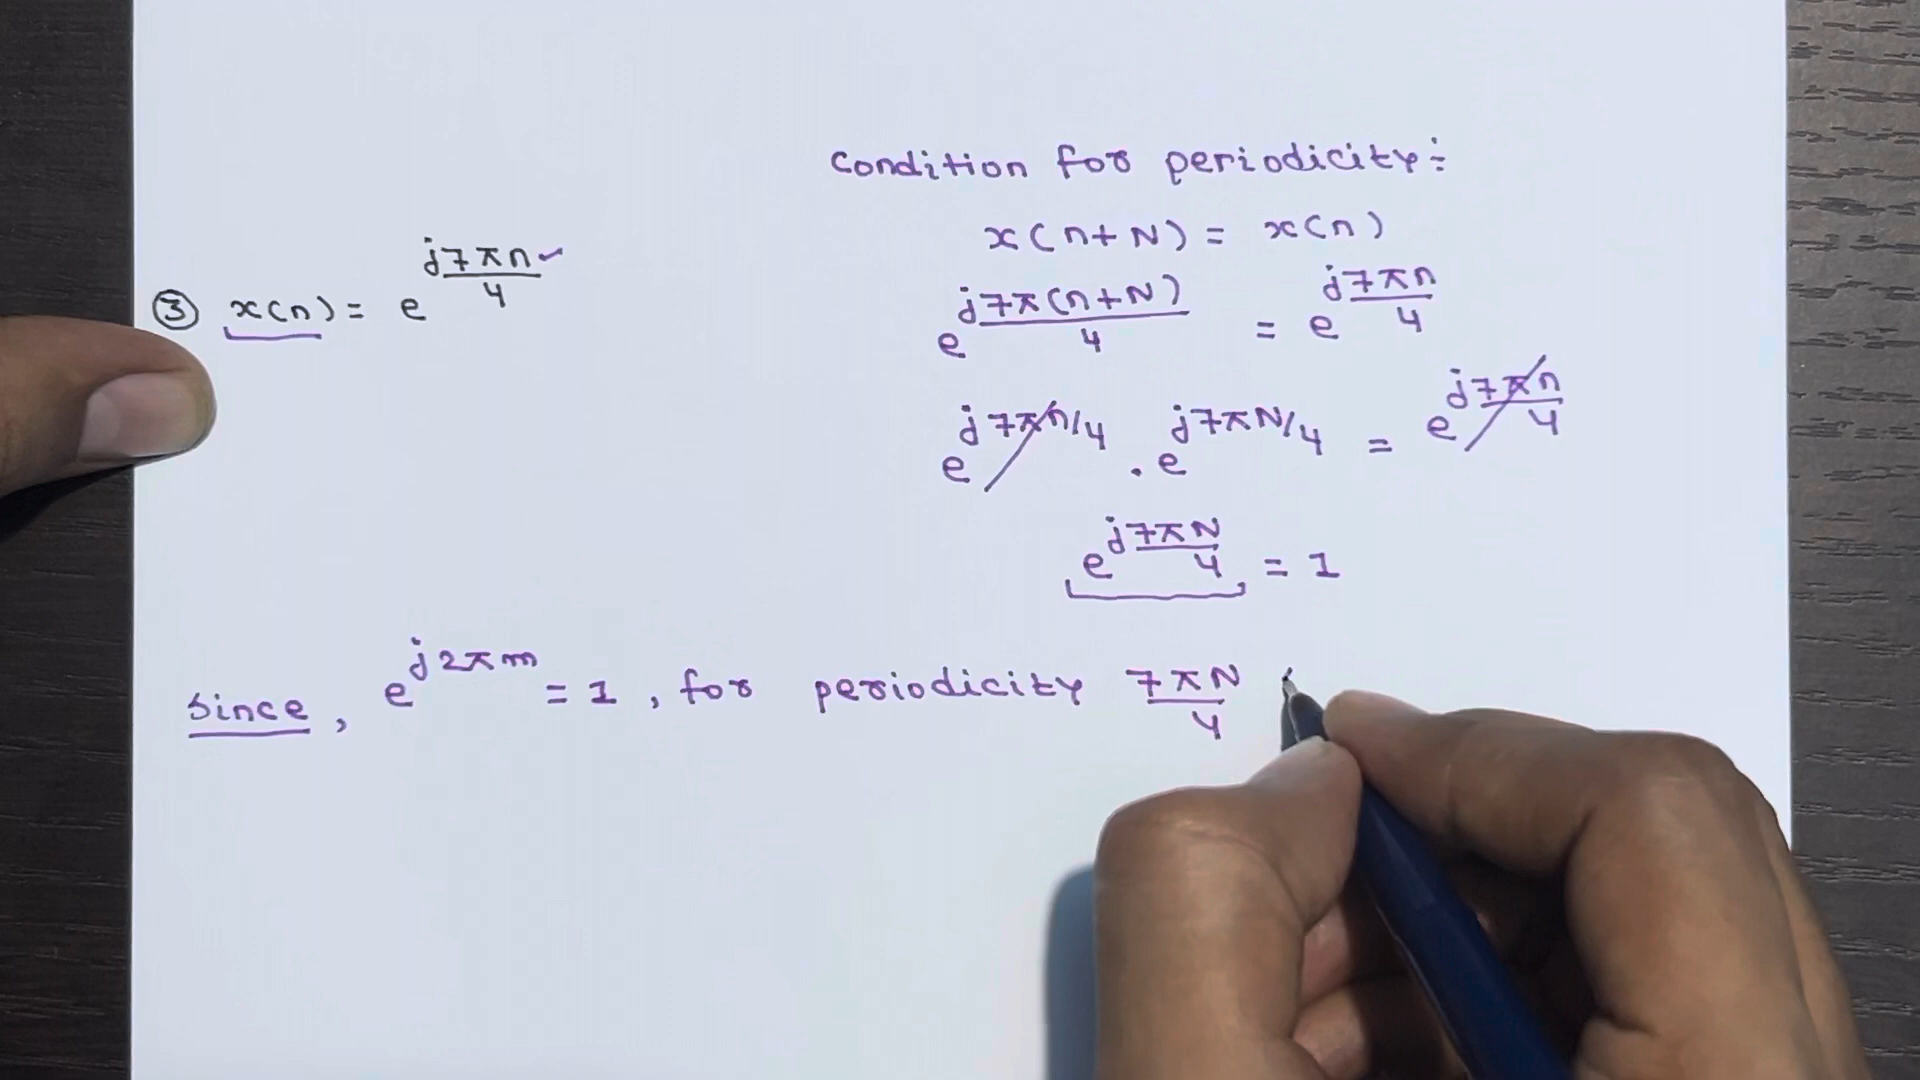 Condition for periodicity:
x(n+N) = x(n)
③ x(n) = e^(j7πn/4) ✓
e^(j7π(n+N)/4) = e^(j7πn/4)
e^(j7πn/4) . e^(j7πN/4) = e^(j7πn/4)
e^(j7πN/4) = 1
Since, e^(j2πm) = 1, for periodicity 7πN/4